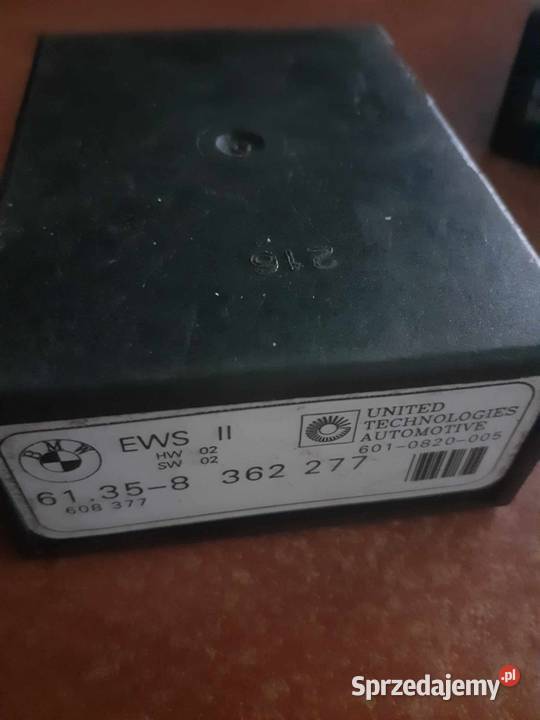 216
BMW
EWS II
HW 02
SW 02
61.35-8 362 277
608 377
UNITED
TECHNOLOGIES
AUTOMOTIVE
601-0820-005
Sprzedajemy.pl